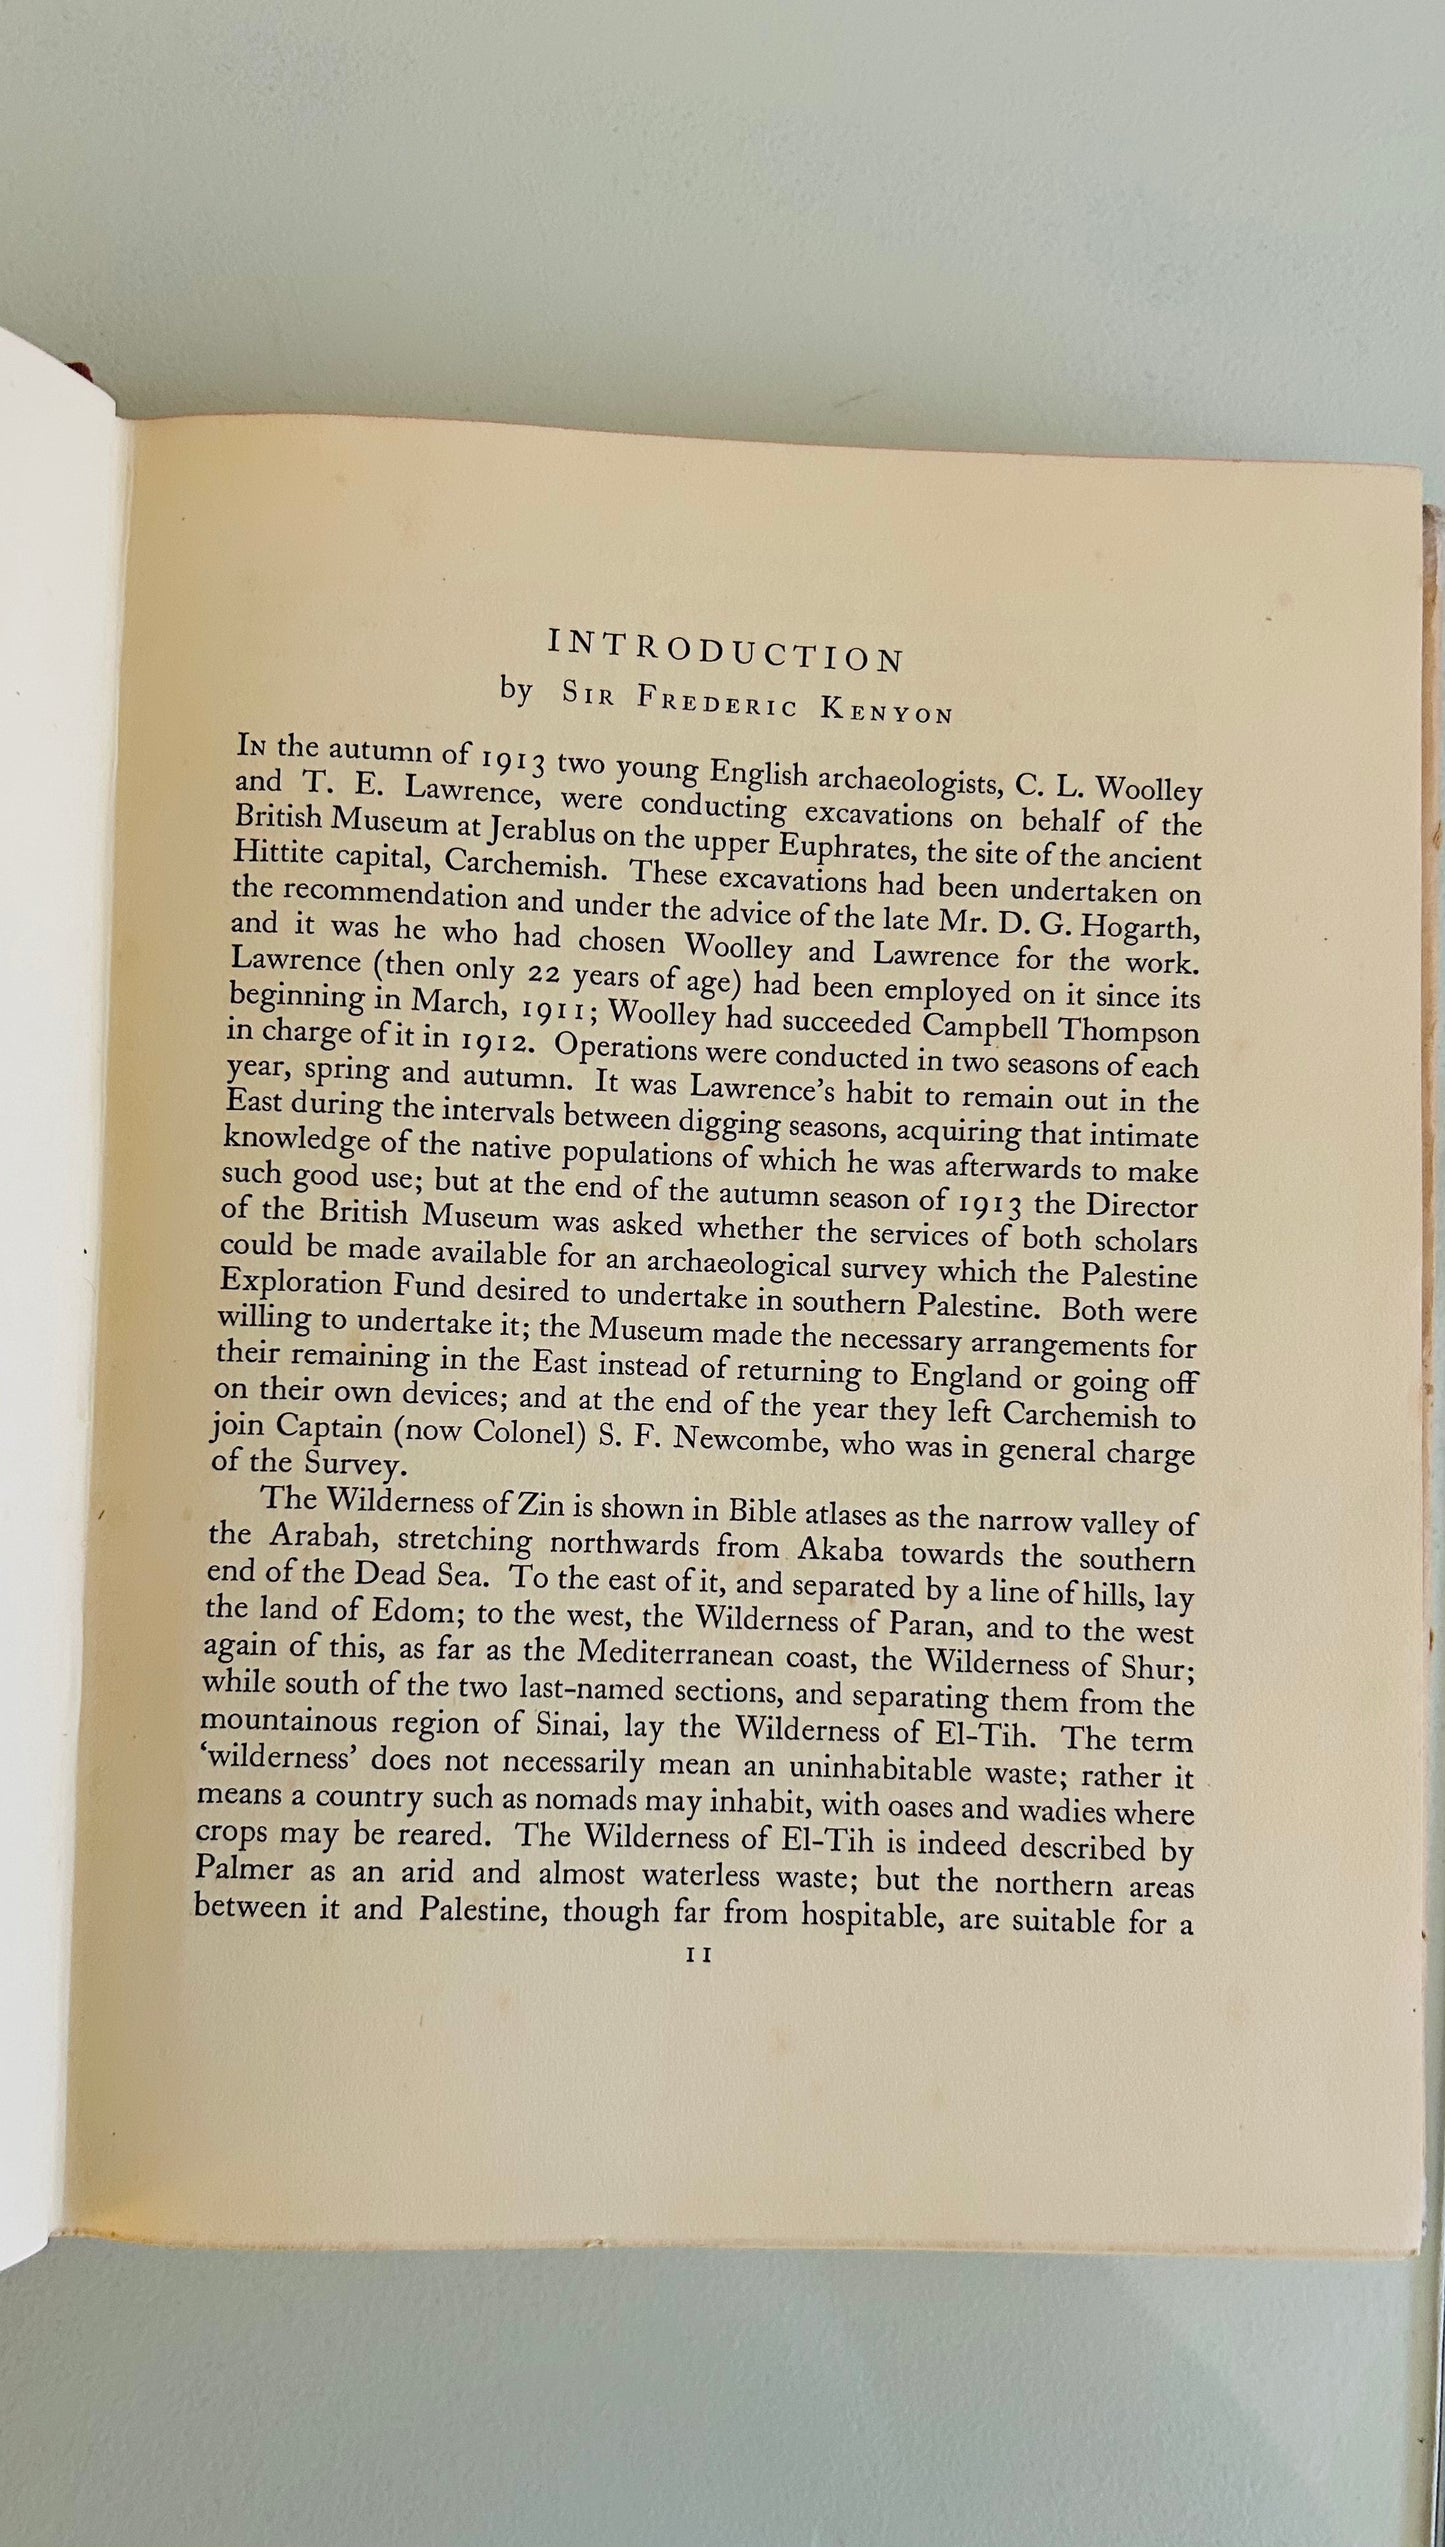 INTRODUCTION
by SIR FREDERIC KENYON
IN the autumn of 1913 two young English archaeologists, C. L. Woolley
and T. E. Lawrence, were conducting excavations on behalf of the
British Museum at Jerablus on the upper Euphrates, the site of the ancient
Hittite capital, Carchemish. These excavations had been undertaken on
the recommendation and under the advice of the late Mr. D. G. Hogarth,
and it was he who had chosen Woolley and Lawrence for the work.
Lawrence (then only 22 years of age) had been employed on it since its
beginning in March, 1911; Woolley had succeeded Campbell Thompson
in charge of it in 1912. Operations were conducted in two seasons of each
year, spring and autumn. It was Lawrence's habit to remain out in the
East during the intervals between digging seasons, acquiring that intimate
knowledge of the native populations of which he was afterwards to make
such good use; but at the end of the autumn season of 1913 the Director
of the British Museum was asked whether the services of both scholars
could be made available for an archaeological survey which the Palestine
Exploration Fund desired to undertake in southern Palestine. Both were
willing to undertake it; the Museum made the necessary arrangements for
their remaining in the East instead of returning to England or going off
on their own devices; and at the end of the year they left Carchemish to
join Captain (now Colonel) S. F. Newcombe, who was in general charge
of the Survey.
The Wilderness of Zin is shown in Bible atlases as the narrow valley of
the Arabah, stretching northwards from Akaba towards the southern
end of the Dead Sea. To the east of it, and separated by a line of hills, lay
the land of Edom; to the west, the Wilderness of Paran, and to the west
again of this, as far as the Mediterranean coast, the Wilderness of Shur;
while south of the two last-named sections, and separating them from the
mountainous region of Sinai, lay the Wilderness of El-Tih. The term
‘wilderness’ does not necessarily mean an uninhabitable waste; rather it
means a country such as nomads may inhabit, with oases and wadies where
crops may be reared. The Wilderness of El-Tih is indeed described by
Palmer as an arid and almost waterless waste; but the northern areas
between it and Palestine, though far from hospitable, are suitable for a
11